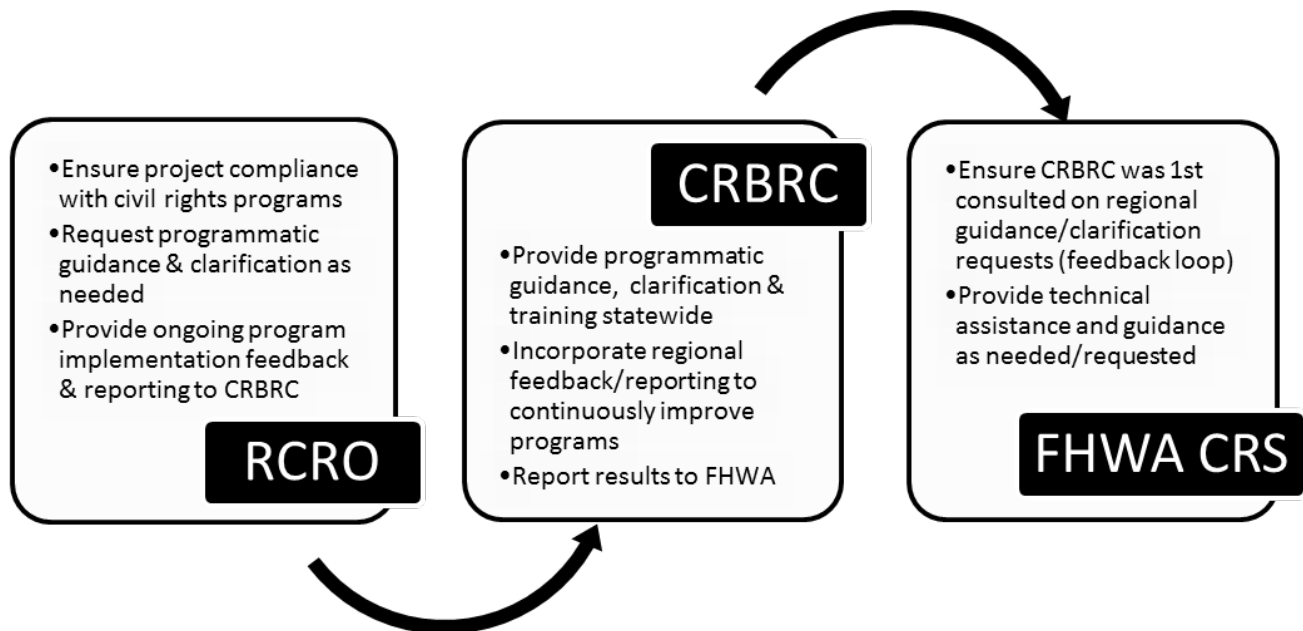 •Ensure project compliance
with civil rights programs
•Request programmatic
guidance & clarification as
needed
•Provide ongoing program
implementation feedback
& reporting to CRBRC
RCRO
CRBRC
•Provide programmatic
guidance, clarification &
training statewide
•Incorporate regional
feedback/reporting to
continuously improve
programs
•Report results to FHWA
•Ensure CRBRC was 1st
consulted on regional
guidance/clarification
requests (feedback loop)
•Provide technical
assistance and guidance
as needed/requested
FHWA CRS